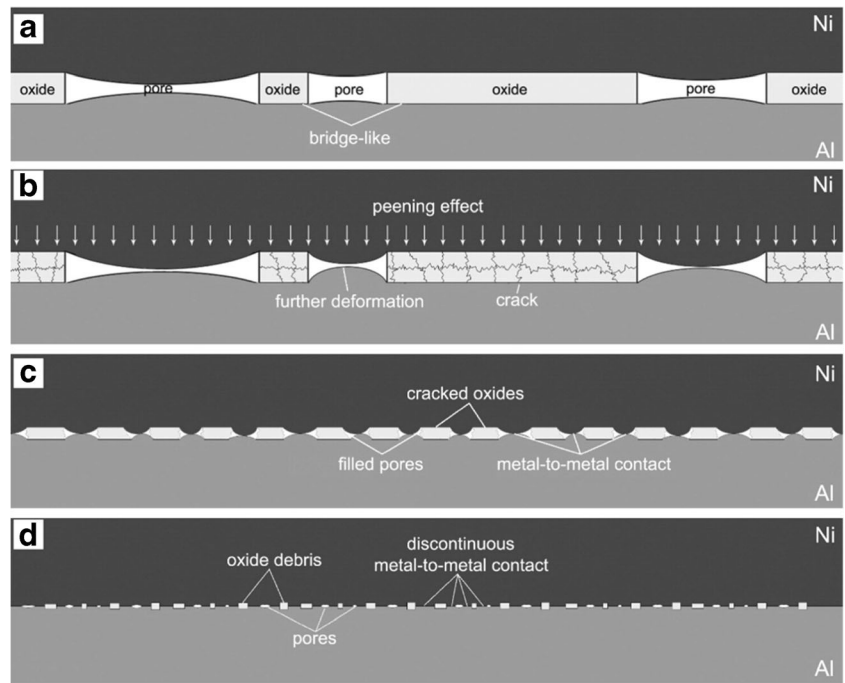 a
Ni
oxide pore oxide pore oxide pore oxide
bridge-like
Al
b
Ni
peening effect
further deformation crack
Al
c
Ni
cracked oxides
filled pores metal-to-metal contact
Al
d
Ni
discontinuous
oxide debris metal-to-metal contact
pores
Al